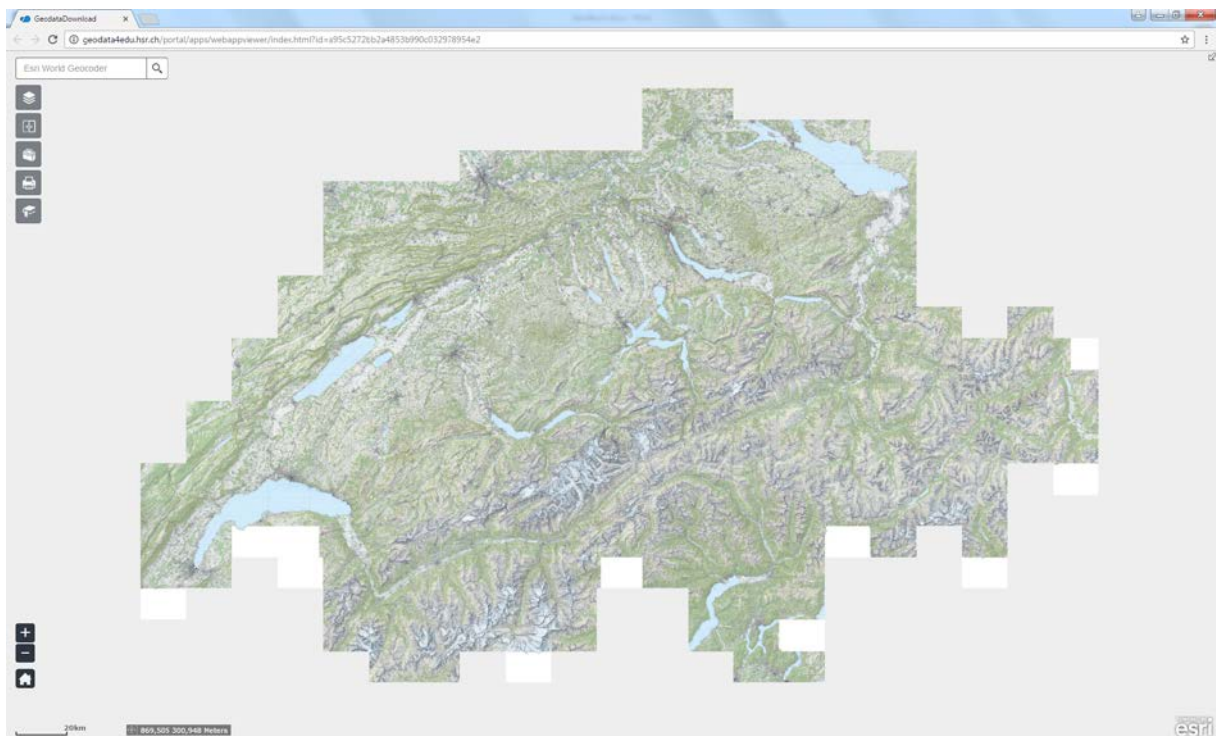 GeodataDownload
geodata4edu.hsr.ch/portal/apps/webappviewer/index.html?id=a95c5272bb2a4853b990c032978954e2
Esri World Geocoder
20km
869,505 300,948 Meters
esri